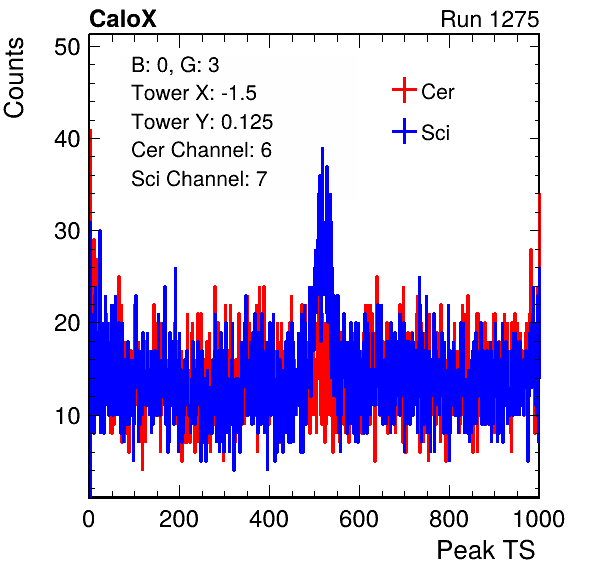 CaloX Run 1275
Counts
50
40
30
20
10
B: 0, G: 3
Tower X: -1.5
Tower Y: 0.125
Cer Channel: 6
Sci Channel: 7
Cer
Sci
0 200 400 600 800 1000
Peak TS